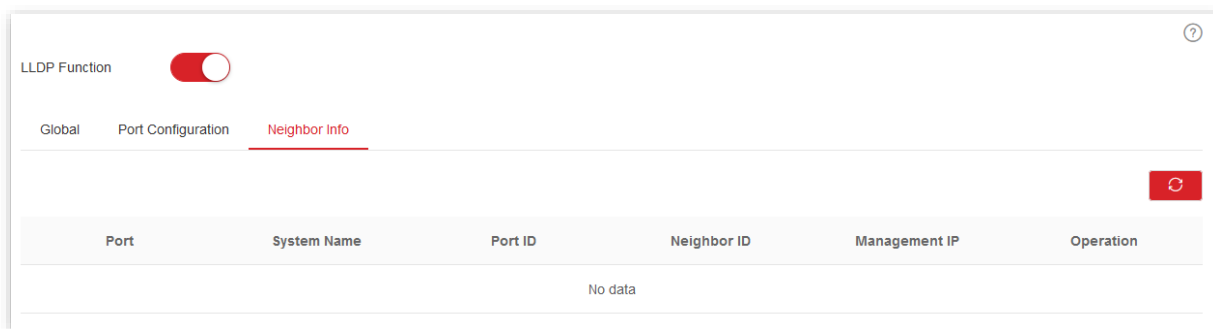 ?
LLDP Function
Global Port Configuration Neighbor Info
Port System Name Port ID Neighbor ID Management IP Operation
No data